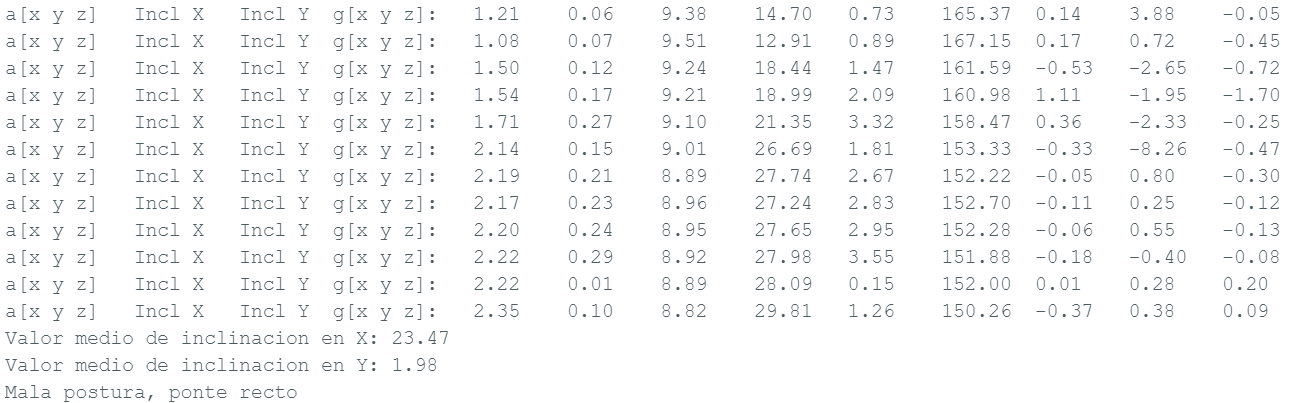 a[x y z] Incl X Incl Y g[x y z]: 1.21 0.06 9.38 14.70 0.73 165.37 0.14 3.88 -0.05
a[x y z] Incl X Incl Y g[x y z]: 1.08 0.07 9.51 12.91 0.89 167.15 0.17 0.72 -0.45
a[x y z] Incl X Incl Y g[x y z]: 1.50 0.12 9.24 18.44 1.47 161.59 -0.53 -2.65 -0.72
a[x y z] Incl X Incl Y g[x y z]: 1.54 0.17 9.21 18.99 2.09 160.98 1.11 -1.95 -1.70
a[x y z] Incl X Incl Y g[x y z]: 1.71 0.27 9.10 21.35 3.32 158.47 0.36 -2.33 -0.25
a[x y z] Incl X Incl Y g[x y z]: 2.14 0.15 9.01 26.69 1.81 153.33 -0.33 -8.26 -0.47
a[x y z] Incl X Incl Y g[x y z]: 2.19 0.21 8.89 27.74 2.67 152.22 -0.05 0.80 -0.30
a[x y z] Incl X Incl Y g[x y z]: 2.17 0.23 8.96 27.24 2.83 152.70 -0.11 0.25 -0.12
a[x y z] Incl X Incl Y g[x y z]: 2.20 0.24 8.95 27.65 2.95 152.28 -0.06 0.55 -0.13
a[x y z] Incl X Incl Y g[x y z]: 2.22 0.29 8.92 27.98 3.55 151.88 -0.18 -0.40 -0.08
a[x y z] Incl X Incl Y g[x y z]: 2.22 0.01 8.89 28.09 0.15 152.00 0.01 0.28 0.20
a[x y z] Incl X Incl Y g[x y z]: 2.35 0.10 8.82 29.81 1.26 150.26 -0.37 0.38 0.09
Valor medio de inclinacion en X: 23.47
Valor medio de inclinacion en Y: 1.98
Mala postura, ponte recto